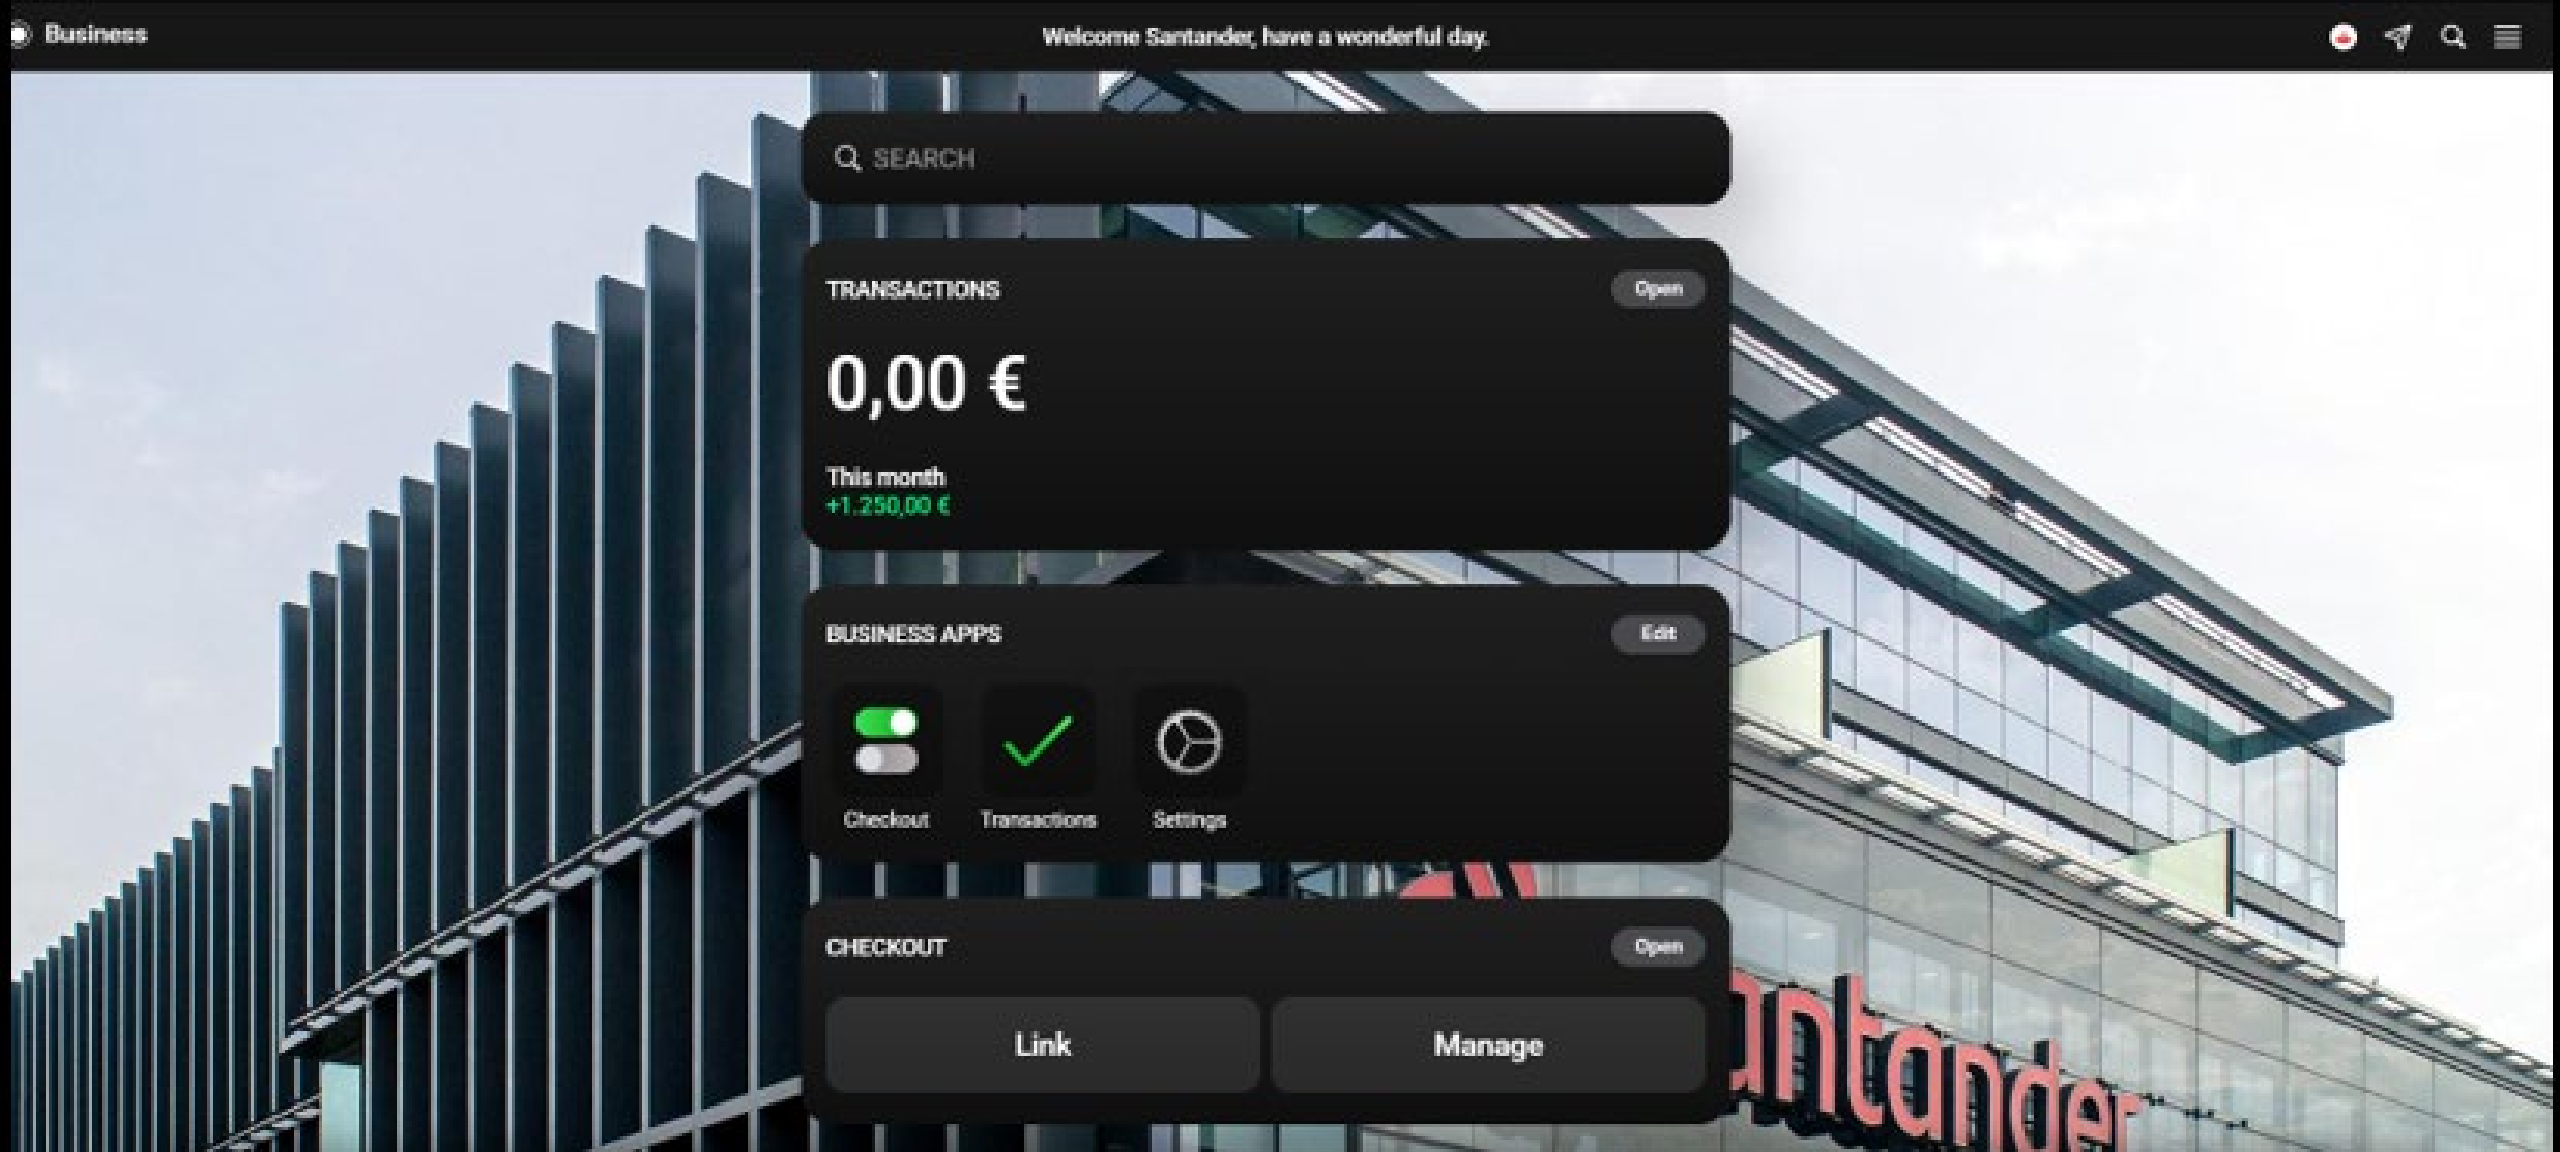 Business
Welcome Santander, have a wonderful day.
SEARCH
TRANSACTIONS
Open
0,00 €
This month
+1.250,00 €
BUSINESS APPS
Edit
Checkout
Transactions
Settings
CHECKOUT
Open
Link
Manage
antander